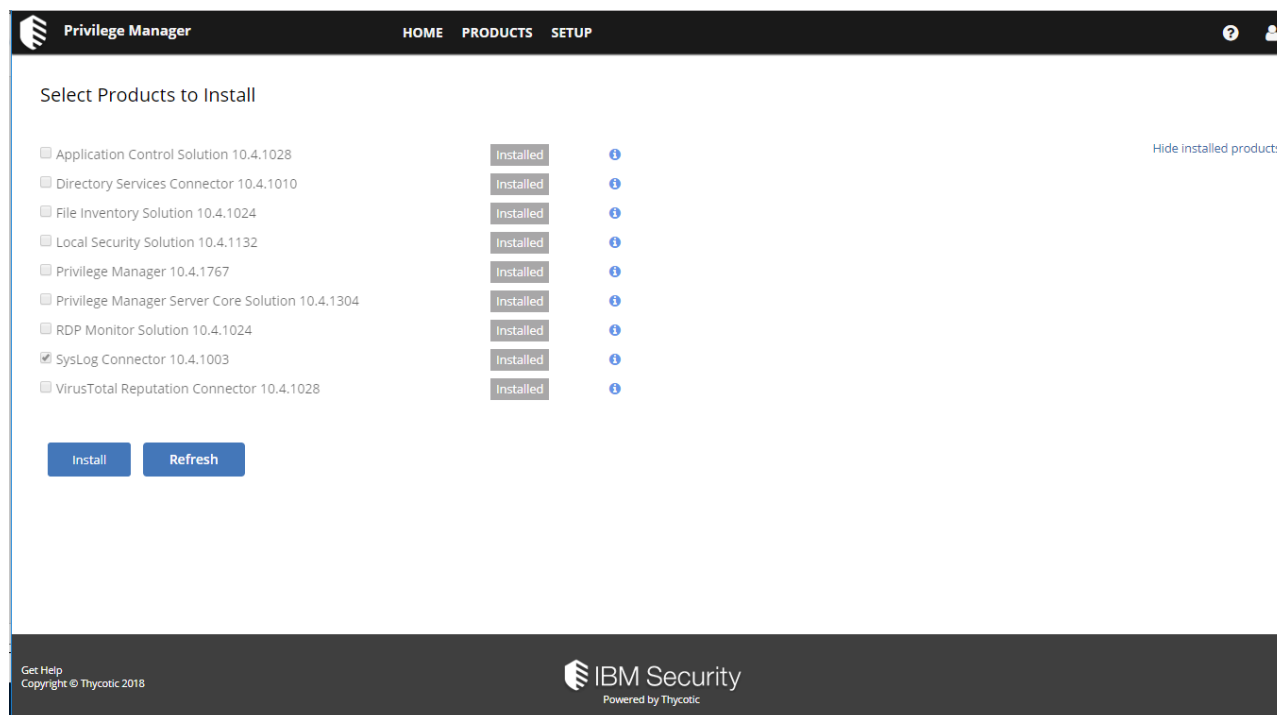 Privilege Manager HOME PRODUCTS SETUP ?
Select Products to Install
Hide installed products
Application Control Solution 10.4.1028 Installed
Directory Services Connector 10.4.1010 Installed
File Inventory Solution 10.4.1024 Installed
Local Security Solution 10.4.1132 Installed
Privilege Manager 10.4.1767 Installed
Privilege Manager Server Core Solution 10.4.1304 Installed
RDP Monitor Solution 10.4.1024 Installed
SysLog Connector 10.4.1003 Installed
VirusTotal Reputation Connector 10.4.1028 Installed
Install Refresh
Get Help
Copyright © Thycotic 2018
IBM Security
Powered by Thycotic